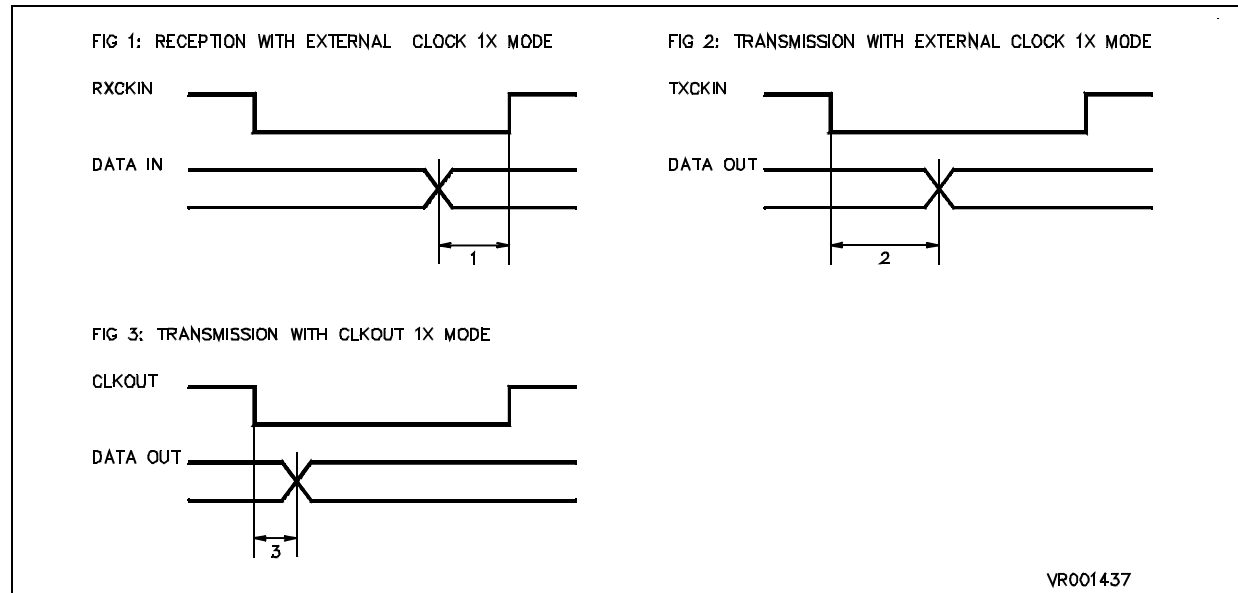 FIG 1: RECEPTION WITH EXTERNAL CLOCK 1X MODE
RXCKIN
DATA IN
1
FIG 2: TRANSMISSION WITH EXTERNAL CLOCK 1X MODE
TXCKIN
DATA OUT
2
FIG 3: TRANSMISSION WITH CLKOUT 1X MODE
CLKOUT
DATA OUT
3
VR001437